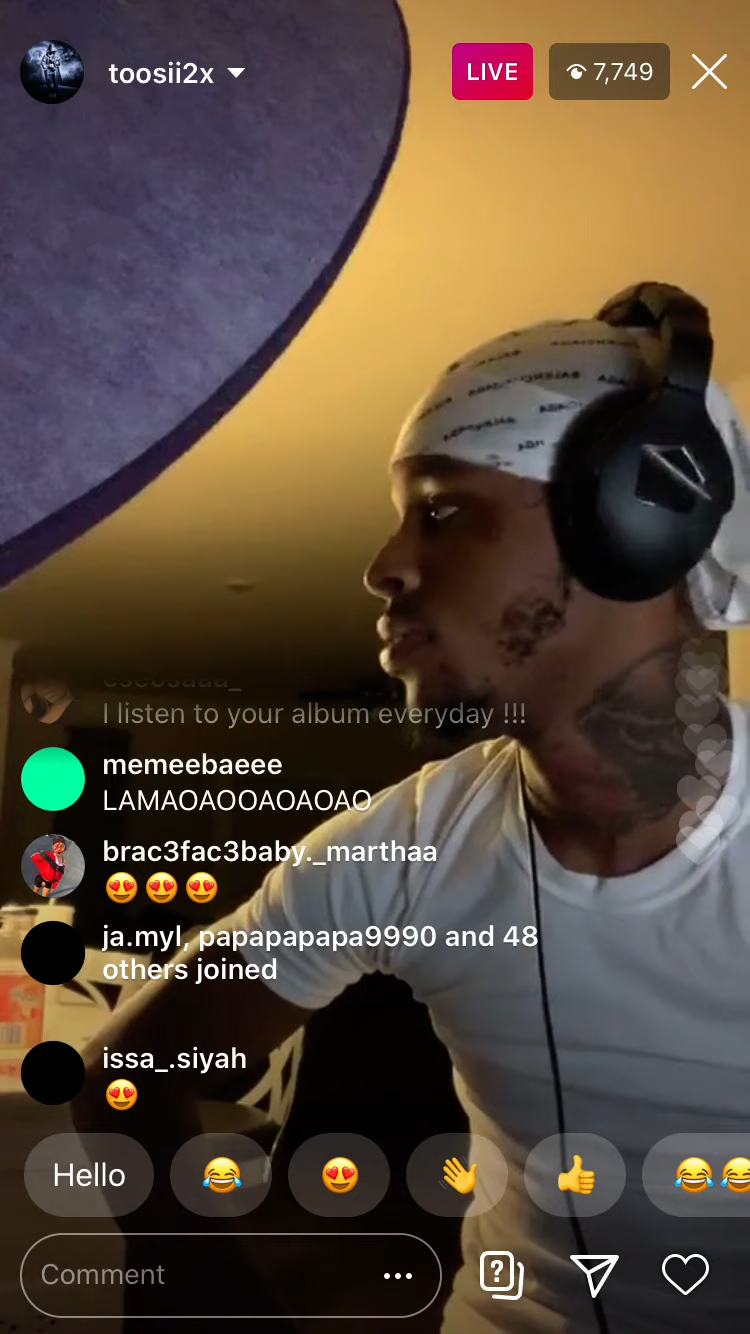 toosii2x
LIVE
7,749
I listen to your album everyday !!!
memeebaeee
LAMAOAOOAOAOAO
brac3fac3baby._marthaa
😍😍😍
ja.myl, papapapapa9990 and 48
others joined
issa_.siyah
😍
Hello 😂 😍 👋 👍 😂😂
Comment